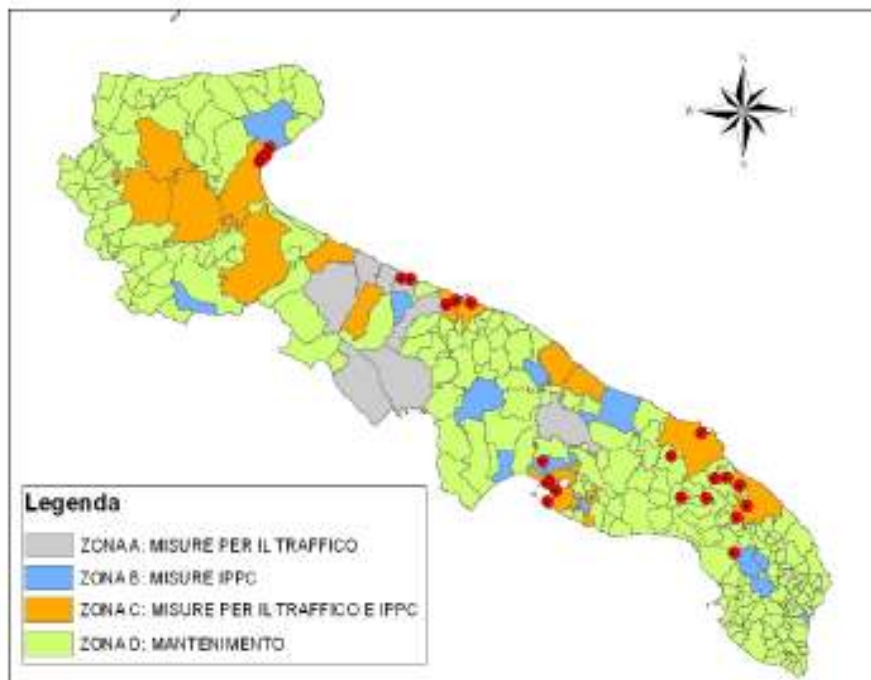 N
E
S
Legenda
ZONA A: MISURE PER IL TRAFFICO
ZONA B: MISURE IPPC
ZONA C: MISURE PER IL TRAFFICO E IPPC
ZONA D: MANTENIMENTO